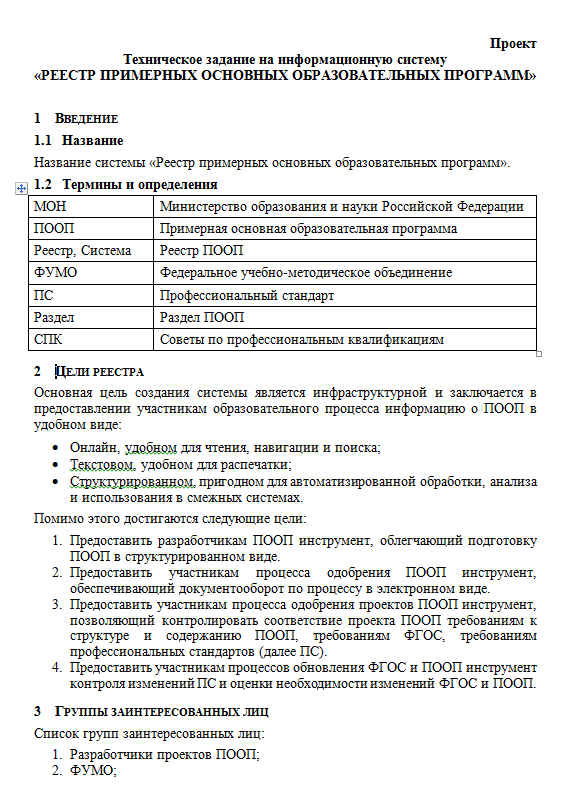 Проект
Техническое задание на информационную систему
«РЕЕСТР ПРИМЕРНЫХ ОСНОВНЫХ ОБРАЗОВАТЕЛЬНЫХ ПРОГРАММ»
1 ВВЕДЕНИЕ
1.1 Название
Название системы «Реестр примерных основных образовательных программ».
1.2 Термины и определения
МОН Министерство образования и науки Российской Федерации
ПООП Примерная основная образовательная программа
Реестр, Система Реестр ПООП
ФУМО Федеральное учебно-методическое объединение
ПС Профессиональный стандарт
Раздел Раздел ПООП
СПК Советы по профессиональным квалификациям
2 ЦЕЛИ РЕЕСТРА
Основная цель создания системы является инфраструктурной и заключается в
предоставлении участникам образовательного процесса информацию о ПООП в
удобном виде:
• Онлайн, удобном для чтения, навигации и поиска;
• Текстовом, удобном для распечатки;
• Структурированном, пригодном для автоматизированной обработки, анализа
и использования в смежных системах.
Помимо этого достигаются следующие цели:
1. Предоставить разработчикам ПООП инструмент, облегчающий подготовку
ПООП в структурированном виде.
2. Предоставить участникам процесса одобрения ПООП инструмент,
обеспечивающий документооборот по процессу в электронном виде.
3. Предоставить участникам процесса одобрения проектов ПООП инструмент,
позволяющий контролировать соответствие проекта ПООП требованиям к
структуре и содержанию ПООП, требованиям ФГОС, требованиям
профессиональных стандартов (далее ПС).
4. Предоставить участникам процессов обновления ФГОС и ПООП инструмент
контроля изменений ПС и оценки необходимости изменений ФГОС и ПООП.
3 ГРУППЫ ЗАИНТЕРЕСОВАННЫХ ЛИЦ
Список групп заинтересованных лиц:
1. Разработчики проектов ПООП;
2. ФУМО;